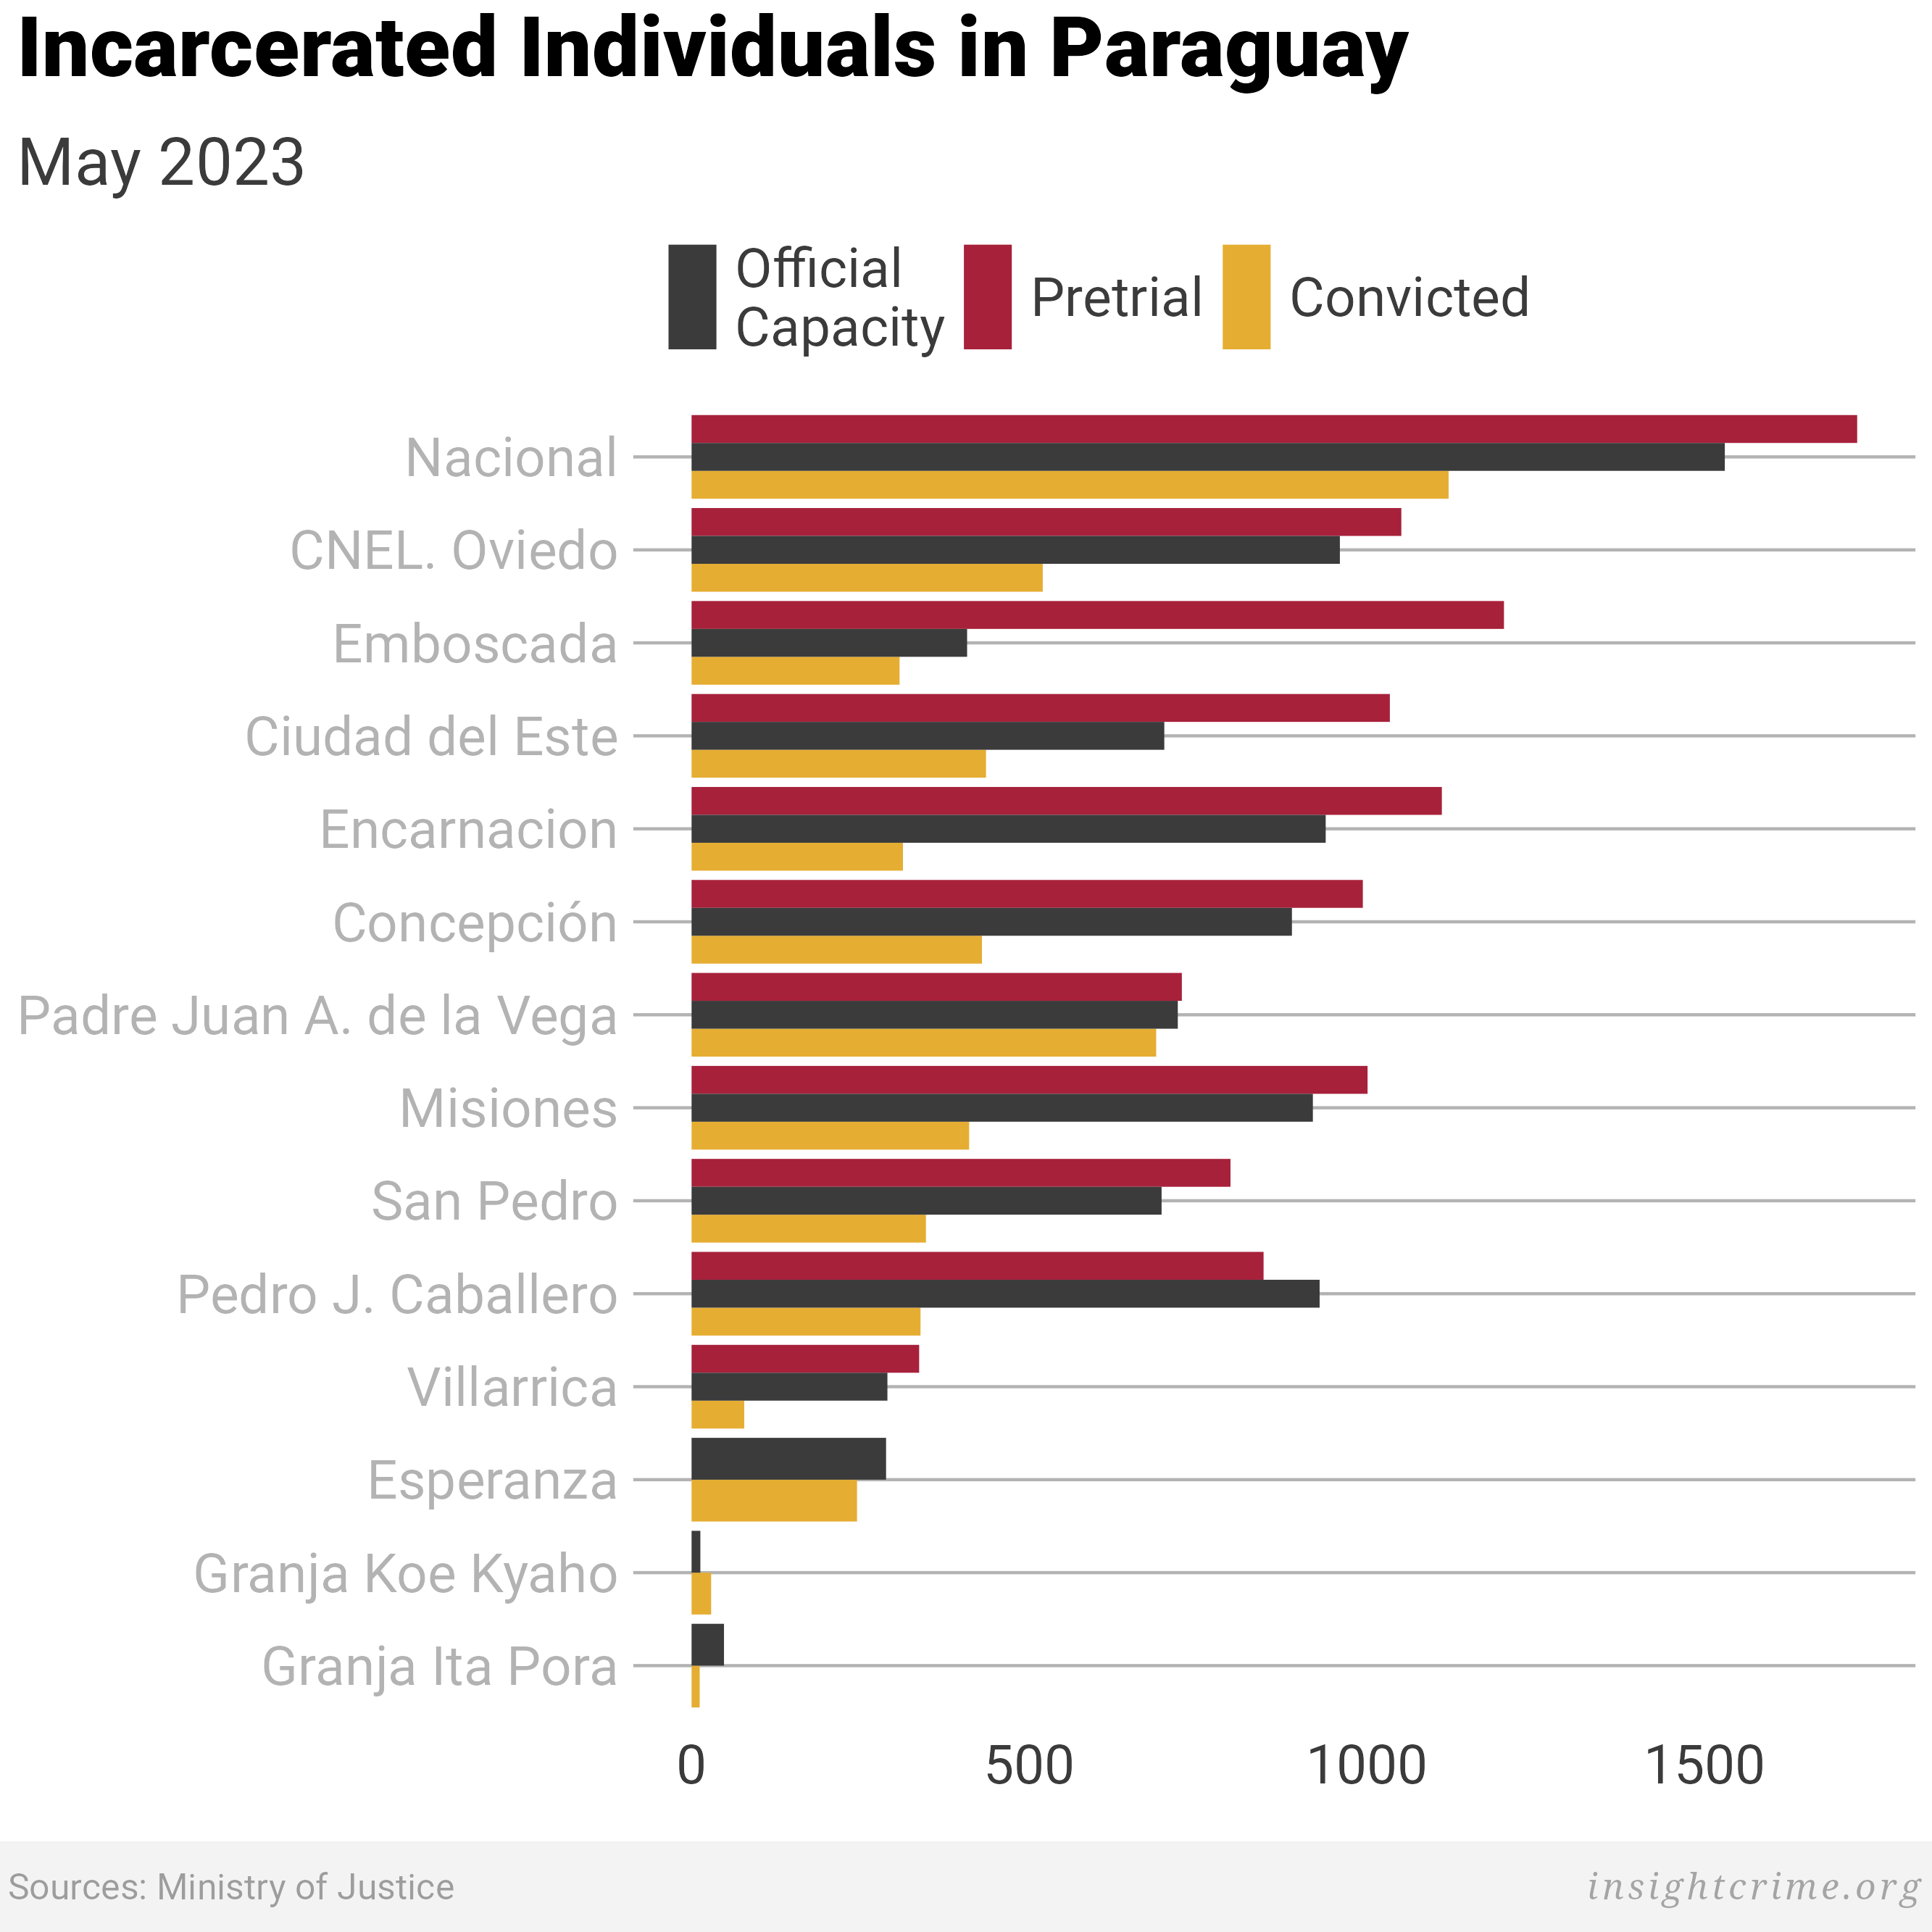 Incarcerated Individuals in Paraguay
May 2023
Official
Capacity
Pretrial
Convicted
Nacional
CNEL. Oviedo
Emboscada
Ciudad del Este
Encarnacion
Concepción
Padre Juan A. de la Vega
Misiones
San Pedro
Pedro J. Caballero
Villarrica
Esperanza
Granja Koe Kyaho
Granja Ita Pora
0 500 1000 1500
Sources: Ministry of Justice
insightcrime.org